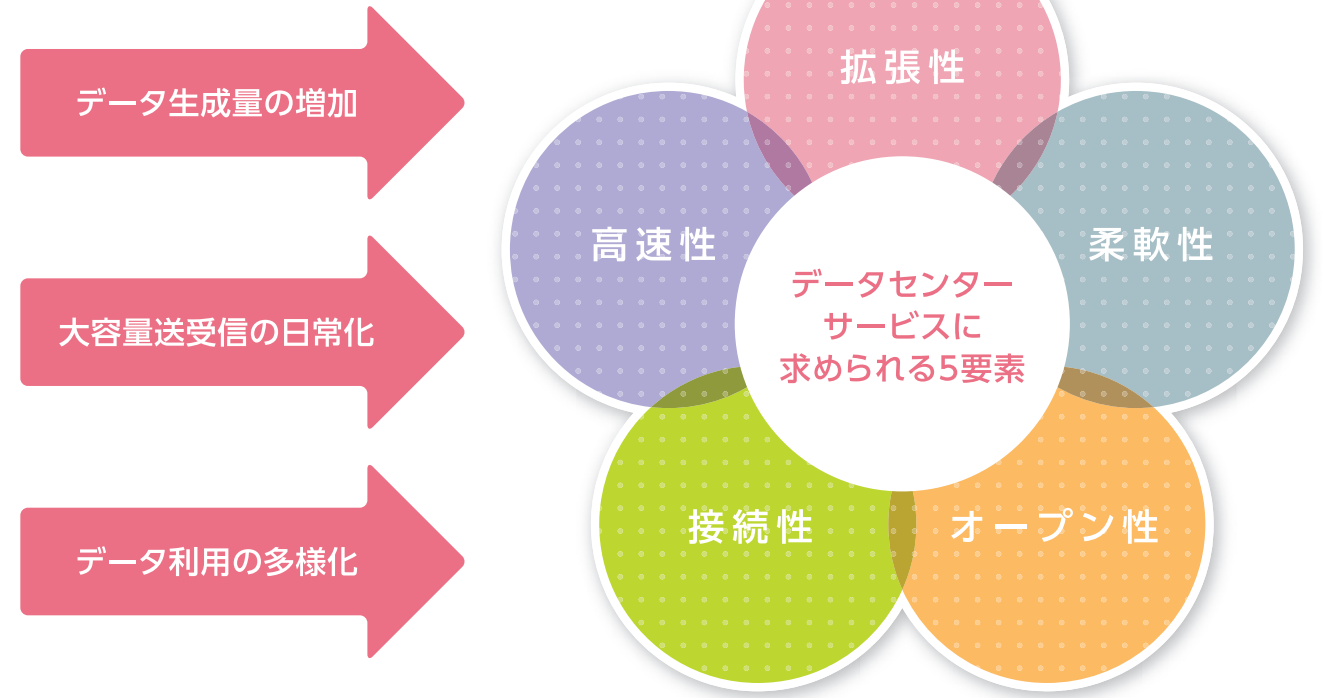 データ生成量の増加
大容量送受信の日常化
データ利用の多様化
拡張性
高速性
柔軟性
データセンター
サービスに
求められる5要素
接続性
オープン性